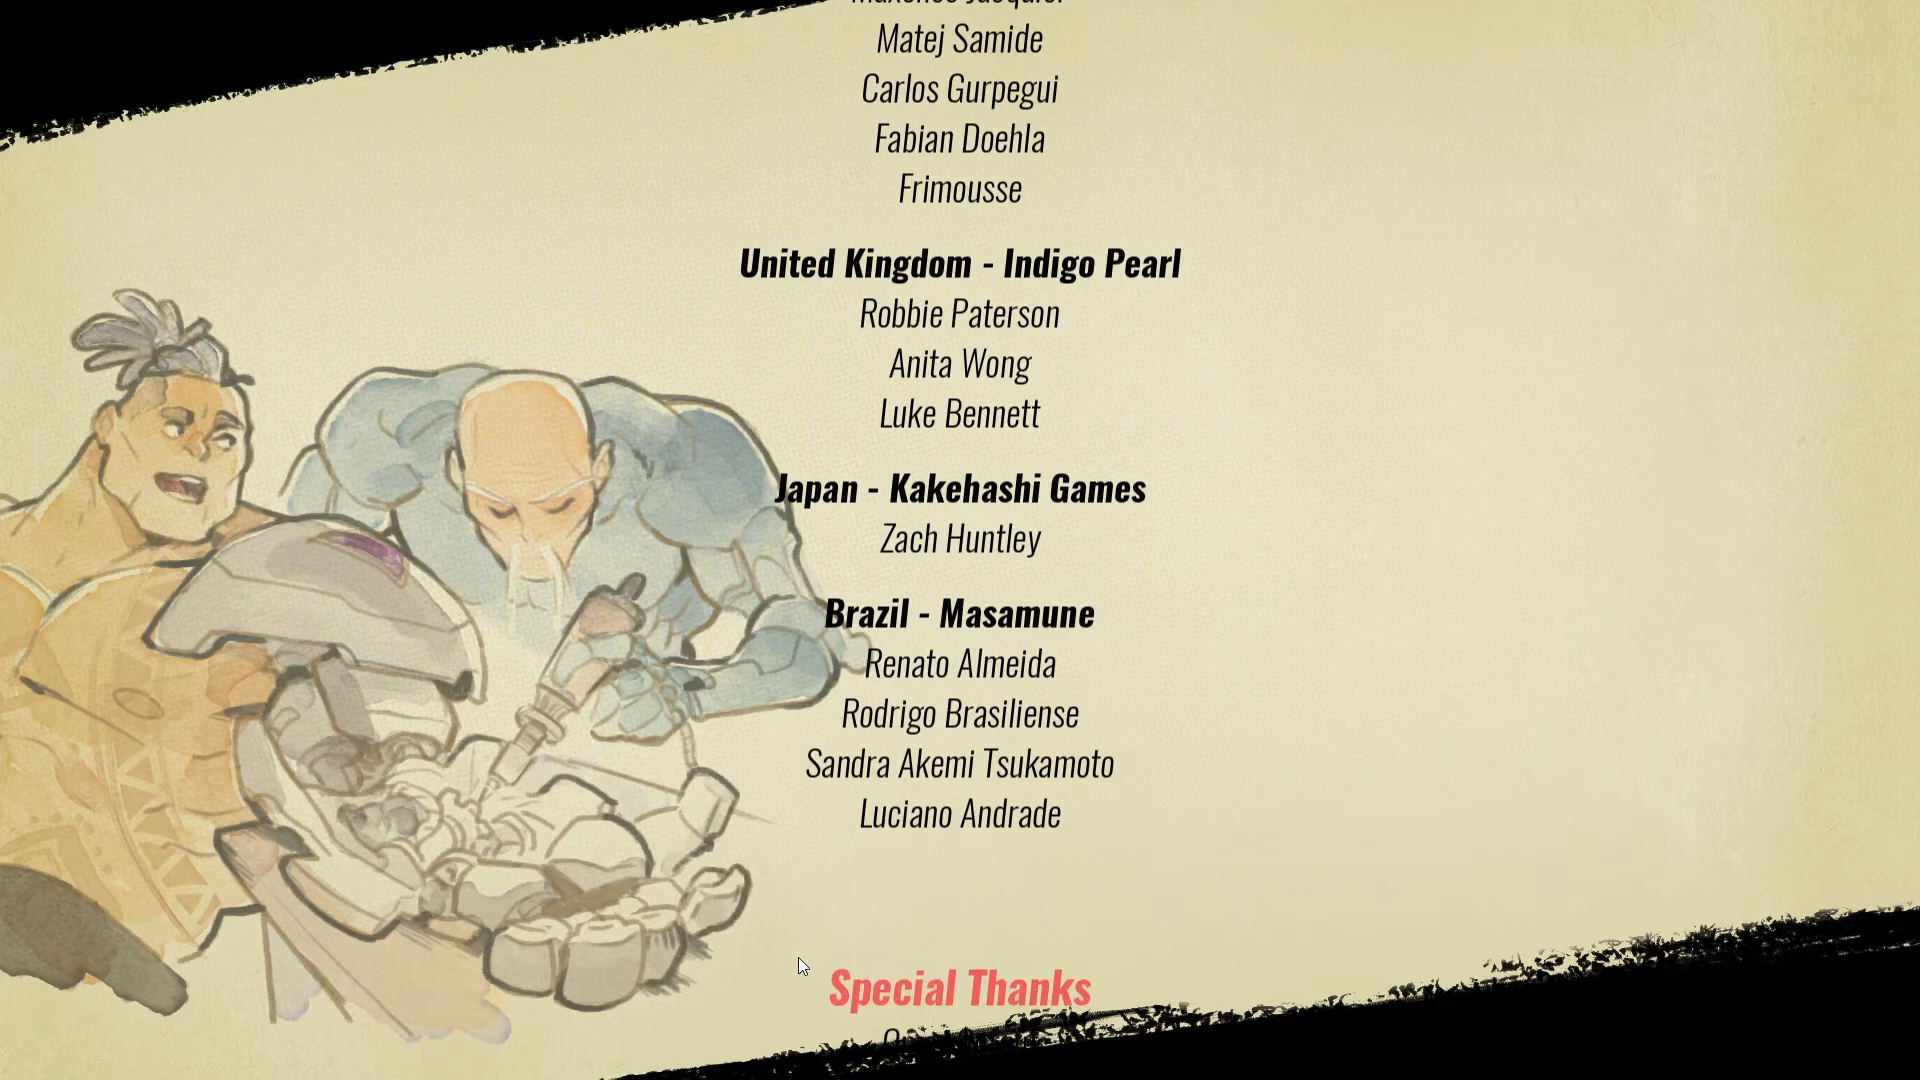 Matej Samide
Carlos Gurpegui
Fabian Doehla
Frimousse
United Kingdom - Indigo Pearl
Robbie Paterson
Anita Wong
Luke Bennett
Japan - Kakehashi Games
Zach Huntley
Brazil - Masamune
Renato Almeida
Rodrigo Brasiliense
Sandra Akemi Tsukamoto
Luciano Andrade
Special Thanks